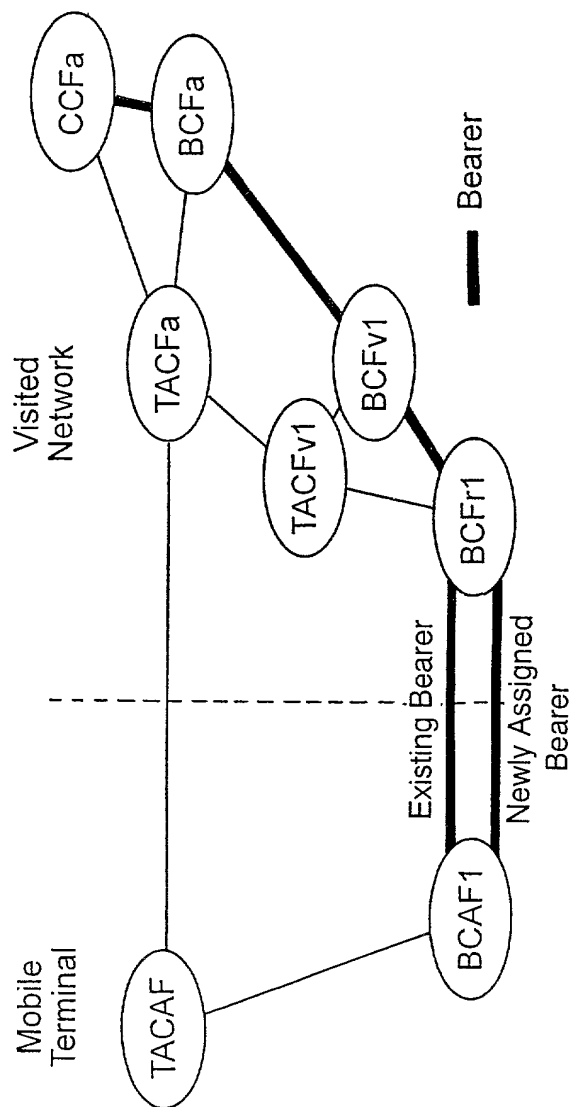 Mobile
Terminal
Visited
Network
TACAF
TACFa
CCFa
BCFa
TACFv1
BCFv1
BCFr1
BCAF1
Existing Bearer
Newly Assigned
Bearer
Bearer